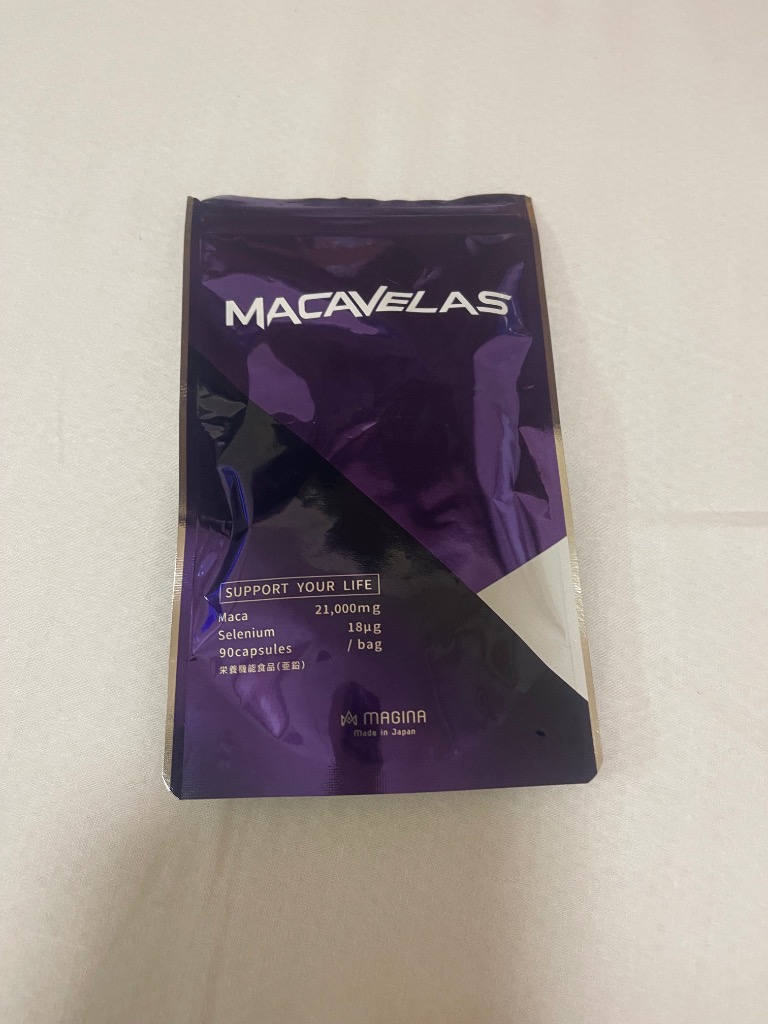 MACAVELAS
SUPPORT YOUR LIFE
Maca 21,000mg
Selenium 18μg
90capsules / bag
栄養機能食品(亜鉛)
MAGINA
Made in Japan